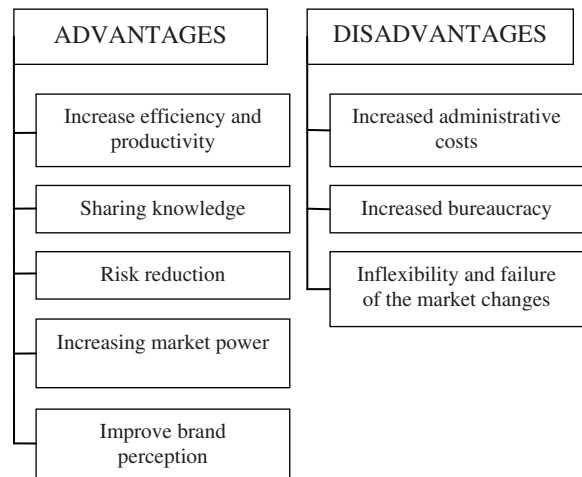 ADVANTAGES
Increase efficiency and
productivity
Sharing knowledge
Risk reduction
Increasing market power
Improve brand
perception
DISADVANTAGES
Increased administrative
costs
Increased bureaucracy
Inflexibility and failure
of the market changes